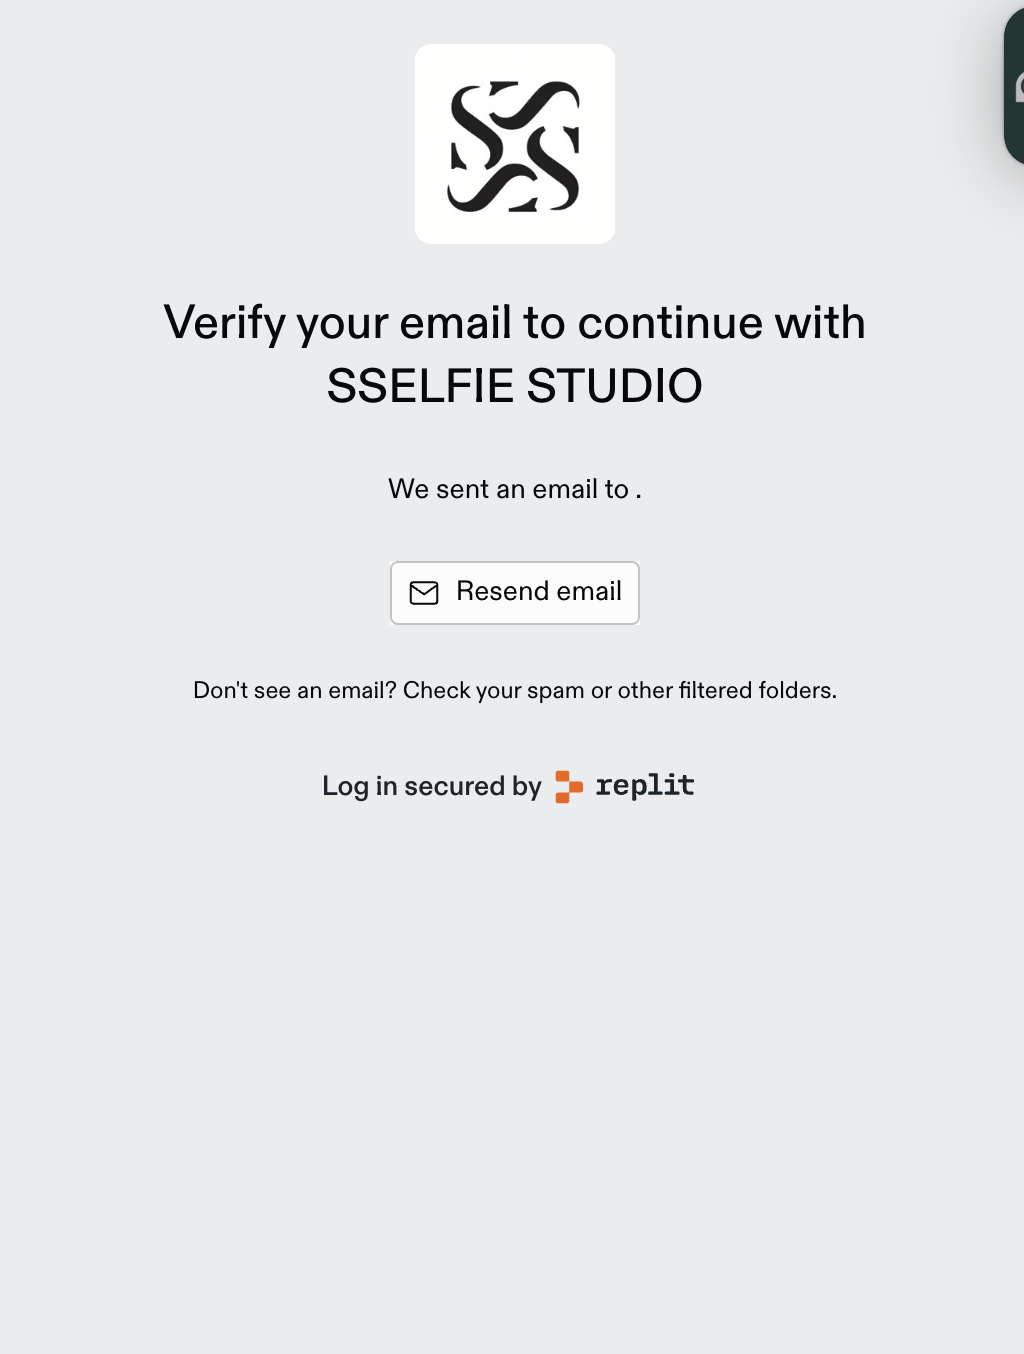 Verify your email to continue with
SSELFIE STUDIO
We sent an email to .
Resend email
Don't see an email? Check your spam or other filtered folders.
Log in secured by replit